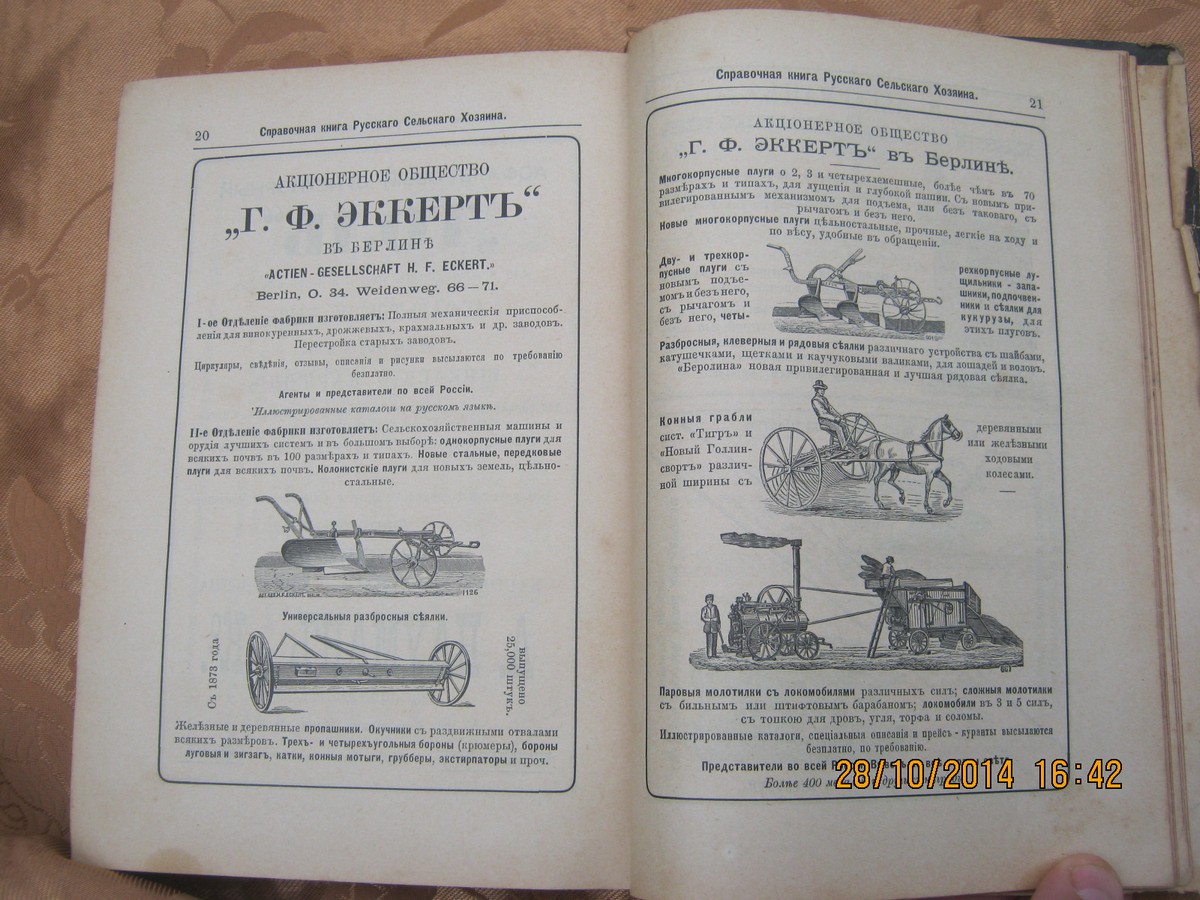 20
Справочная книга Русскаго Сельскаго Хозяина.
АКЦІОНЕРНОЕ ОБЩЕСТВО
„Г. Ф. ЭККЕРТЪ“
ВЪ БЕРЛИНѢ
«ACTIEN-GESELLSCHAFT H. F. ECKERT.»
Berlin, O. 34. Weidenweg. 66—71.
I-ое Отдѣленіе фабрики изготовляетъ: Полныя механическія приспособ-
ленія для винокуренныхъ, дрожжевыхъ, крахмальныхъ и др. заводовъ.
Перестройка старыхъ заводовъ.
Циркуляры, свѣдѣнія, отзывы, описанія и рисунки высылаются по требованію
безплатно.
Агенты и представители по всей Россіи.
Иллюстрированные каталоги на русскомъ языкѣ.
II-е Отдѣленіе фабрики изготовляетъ: Сельскохозяйственныя машины и
орудія лучшихъ системъ и въ большомъ выборѣ: однокорпусные плуги для
всякихъ почвъ въ 100 размѣрахъ и типахъ. Новые стальные, передковые
плуги для всякихъ почвъ. Колонистскіе плуги для новыхъ земель, цѣльно-
стальные.
1126
Универсальныя разбросныя сѣялки.
Съ 1873 года
выпущено
25,000 штукъ.
Желѣзные и деревянные пропашники. Окучники съ раздвижными отвалами
всякихъ размѣровъ. Трехъ- и четырехъугольныя бороны (крюмеры), бороны
луговыя и зигзагъ, катки, конныя мотыги, грубберы, экстирпаторы и проч.
Справочная книга Русскаго Сельскаго Хозяина.
21
АКЦІОНЕРНОЕ ОБЩЕСТВО
„Г. Ф. ЭККЕРТЪ“ въ Берлинѣ.
Многокорпусные плуги о 2, 3 и четырехлемешные, болѣе чѣмъ въ 70
размѣрахъ и типахъ, для лущенія и глубокой пашни. Съ новымъ при-
вилегированнымъ механизмомъ для подъема, или безъ таковаго, съ
рычагомъ и безъ него.
Новые многокорпусные плуги цѣльностальные, прочные, легкіе на ходу и
по вѣсу, удобные въ обращеніи.
Дву- и трехкор-
пусные плуги съ
новымъ подъе-
момъ и безъ него,
съ рычагомъ и
безъ него, четы-
рехкорпусные лу-
щильники - запа-
шники, подпочвен-
ники и сѣялки для
кукурузы, для
этихъ плуговъ.
Разбросныя, клеверныя и рядовыя сѣялки различнаго устройства съ шайбами,
катушечками, щетками и каучуковыми валиками, для лошадей и воловъ.
«Беролина» новая привилегированная и лучшая рядовая сѣялка.
Конныя грабли
сист. «Тигръ» и
«Новый Голлин-
свортъ» различ-
ной ширины съ
деревянными
или желѣзными
ходовыми
колесами.
Паровыя молотилки съ локомобилями различныхъ силъ; сложныя молотилки
съ бильнымъ или штифтовымъ барабаномъ; локомобили въ 3 и 5 силъ,
съ топкою для дровъ, угля, торфа и соломы.
Иллюстрированные каталоги, спеціальныя описанія и прейсъ-куранты высылаются
безплатно, по требованію.
Представители во всей
Болѣе 400
28/10/2014 16:42